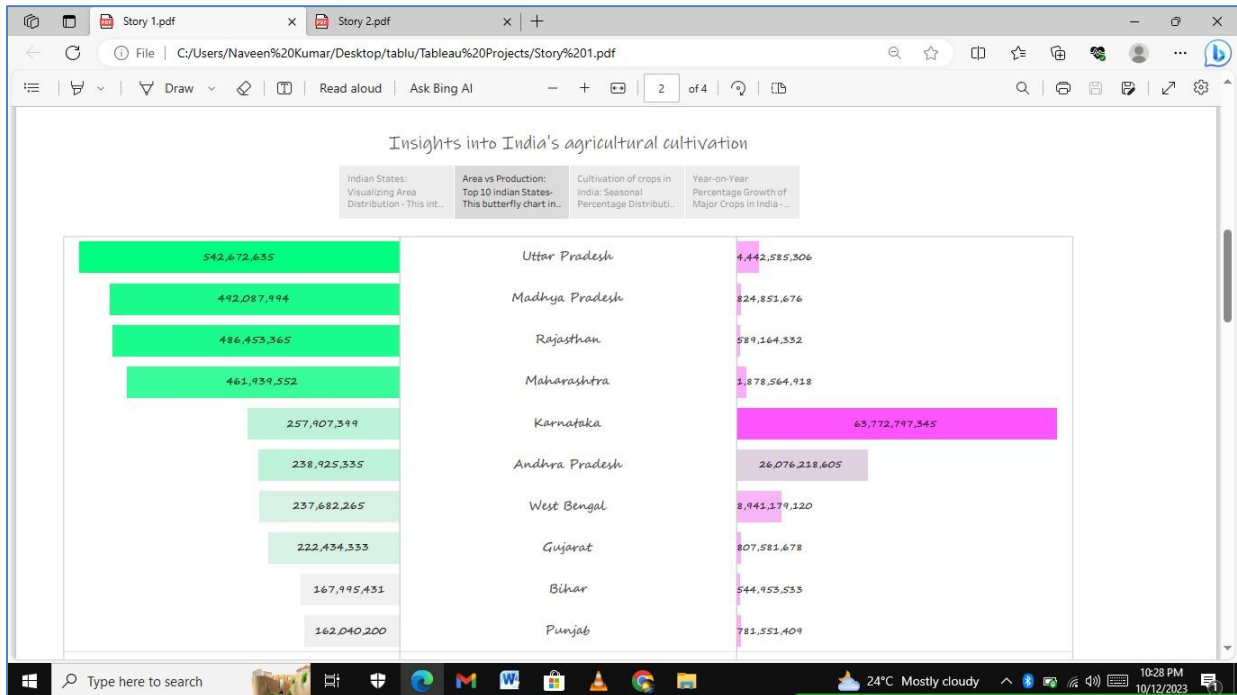 Story 1.pdf
Story 2.pdf
File
C:/Users/Naveen%20Kumar/Desktop/tablu/Tableau%20Projects/Story%201.pdf
Draw
Read aloud
Ask Bing AI
2
of 4
Insights into India's agricultural cultivation
Indian States:
Visualizing Area
Distribution - This int..
Area vs Production:
Top 10 indian States-
This butterfly chart in..
Cultivation of crops in
India: Seasonal
Percentage Distributi..
Year-on-Year
Percentage Growth of
Major Crops in India - ..
542,672,635 Uttar Pradesh 4,442,585,306
492,087,994 Madhya Pradesh 824,851,676
486,453,365 Rajasthan 589,164,332
461,939,552 Maharashtra 1,878,564,918
257,907,399 Karnataka 63,772,797,345
238,925,335 Andhra Pradesh 26,076,218,605
237,682,265 West Bengal 8,941,179,120
222,434,333 Gujarat 807,581,678
167,995,431 Bihar 544,953,533
162,040,200 Punjab 781,551,409
Type here to search
24°C Mostly cloudy
10:28 PM
10/12/2023